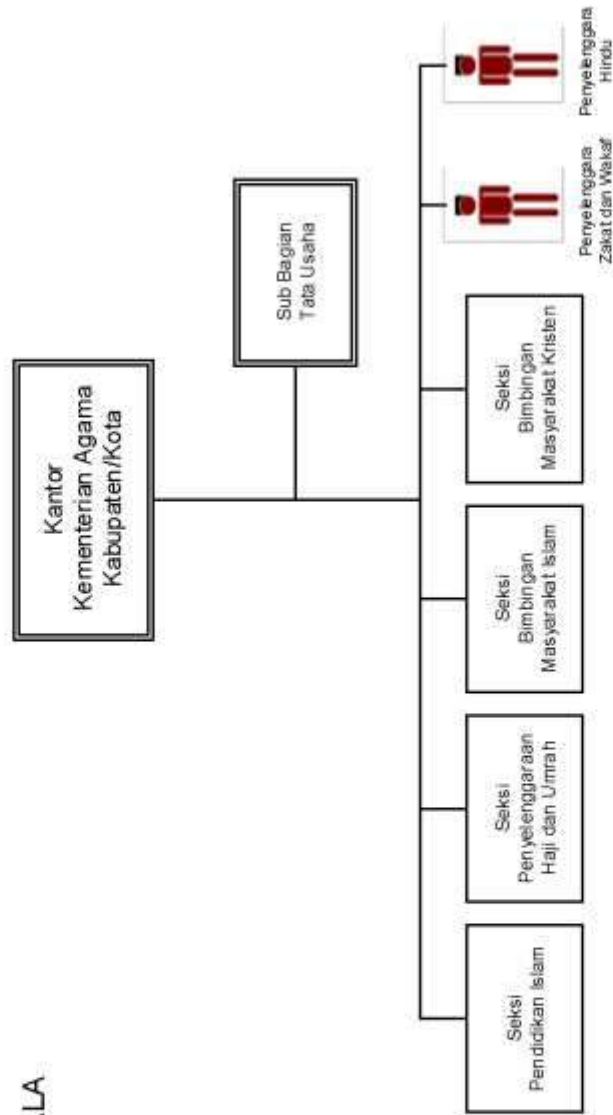 LA
Kantor
Kementerian Agama
Kabupaten/Kota
Sub Bagian
Tata Usaha
Seksi
Pendidikan Islam
Seksi
Penyelenggaraan
Haji dan Umrah
Seksi
Bimbingan
Masyarakat Islam
Seksi
Bimbingan
Masyarakat Kristen
Penyelenggara
Zakat dan Wakaf
Penyelenggara
Hindu